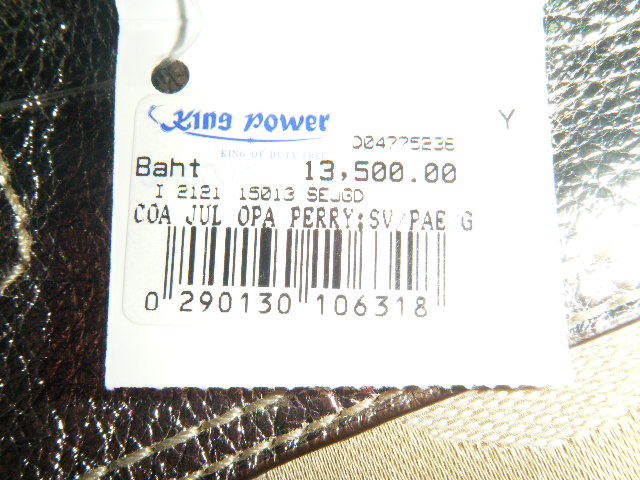 King Power
Y
D0477523E
KING OF DUTY FREE
Baht 13,500.00
I 2121 15013 SEJGD
COA JUL OPA PERRY;SV/PAE/G
0 290130 106318